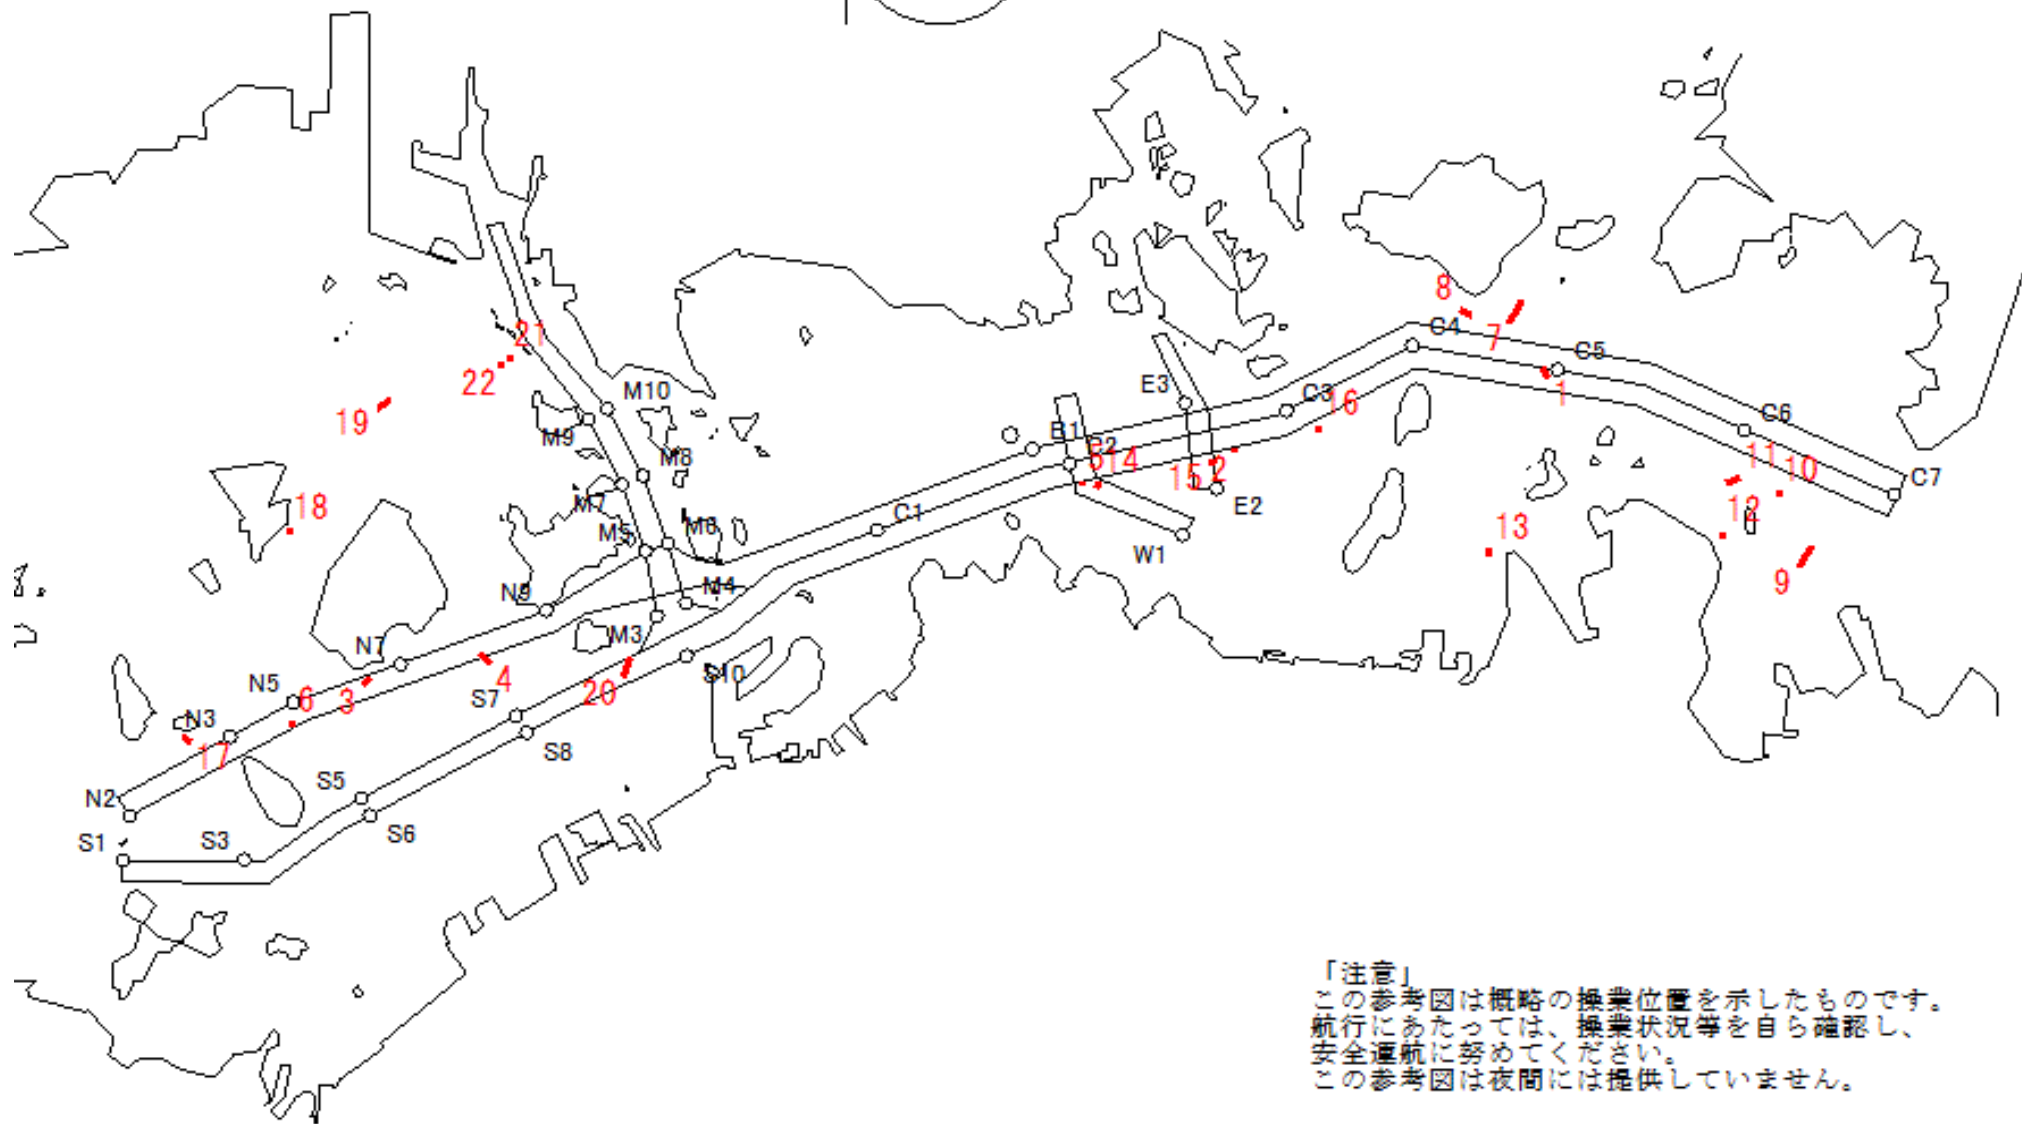 8
C4
21
7
C5
22
E3
1
M10
C3
16
19
C6
M9
B1
C2
M8
5
14
11
15
2
10
C7
M7
E2
18
12
M5
M6
C1
13
W1
9
N9
M4
N7
M3
4
S10
N5
6
3
S7
20
N3
17
S8
S5
N2
S6
S1
S3
「注意」
この参考図は概略の操業位置を示したものです。
航行にあたっては、操業状況等を自ら確認し、
安全運航に努めてください。
この参考図は夜間には提供していません。